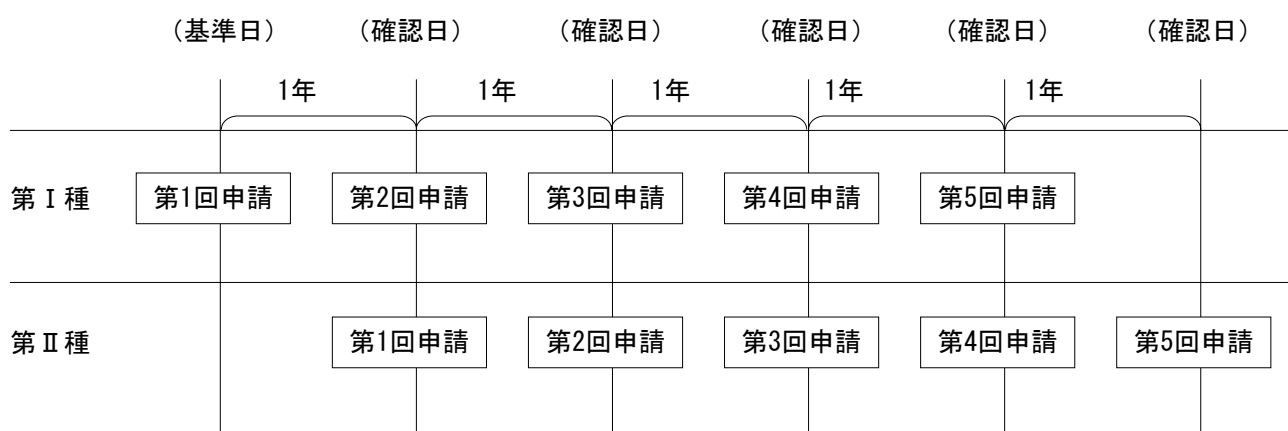 （基準日） （確認日） （確認日） （確認日） （確認日） （確認日）
1年 1年 1年 1年 1年
第Ⅰ種 第1回申請 第2回申請 第3回申請 第4回申請 第5回申請
第Ⅱ種 第1回申請 第2回申請 第3回申請 第4回申請 第5回申請